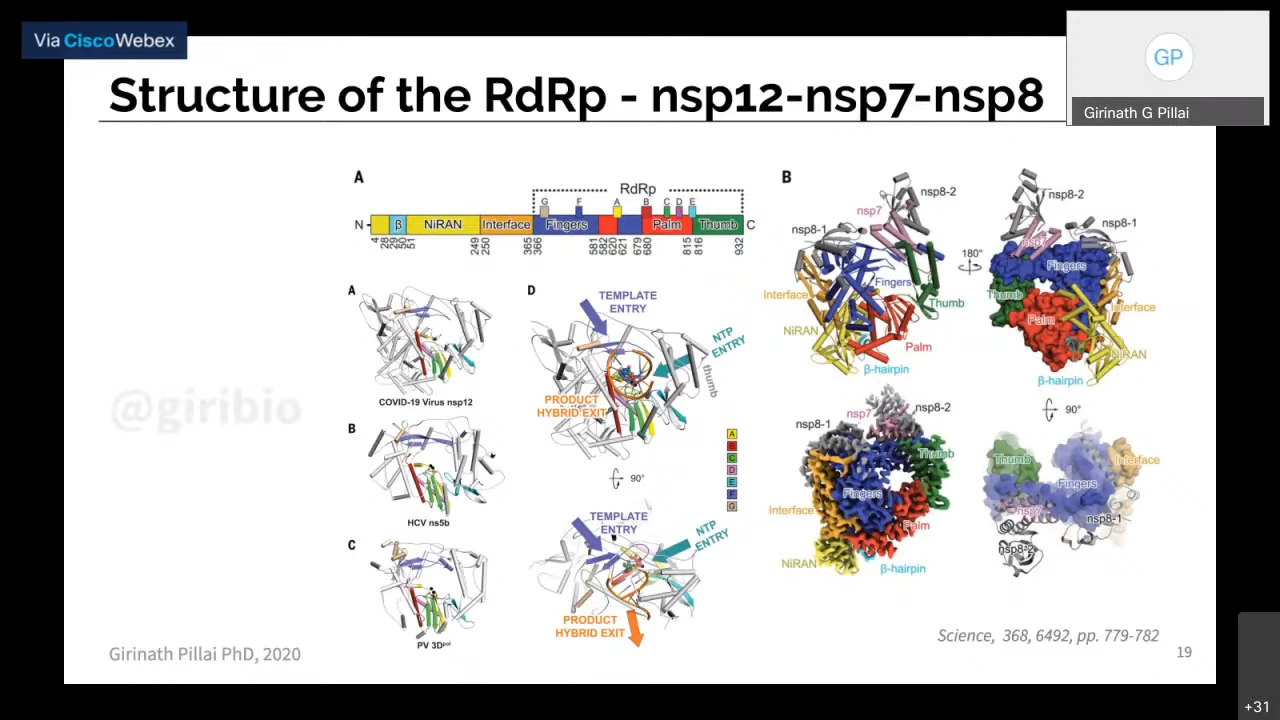 Via CiscoWebex
GP
Girinath G Pillai
Structure of the RdRp - nsp12-nsp7-nsp8
A
RdRp
G F A B C D E
N β NiRAN Interface Fingers Palm Thumb C
4 28 29 50 51 249 250 365 366 581 582 620 621 679 680 815 816 932
A
COVID-19 Virus nsp12
B
HCV ns5b
C
PV 3Dpol
D
TEMPLATE
ENTRY
NTP
ENTRY
thumb
PRODUCT
HYBRID EXIT
A
B
C
D
E
F
G
90°
TEMPLATE
ENTRY
NTP
ENTRY
PRODUCT
HYBRID EXIT
B
nsp8-2
nsp7
nsp8-1
Interface
Fingers
Thumb
NiRAN
Palm
β-hairpin
180°
nsp8-2
nsp8-1
nsp7
Fingers
Thumb
Interface
Palm
NiRAN
β-hairpin
90°
nsp7
nsp8-2
nsp8-1
Thumb
Fingers
Interface
Palm
NiRAN
β-hairpin
Thumb
Interface
Fingers
nsp7
nsp8-1
nsp8-2
@giribio
Science, 368, 6492, pp. 779-782
Girinath Pillai PhD, 2020
19
+31